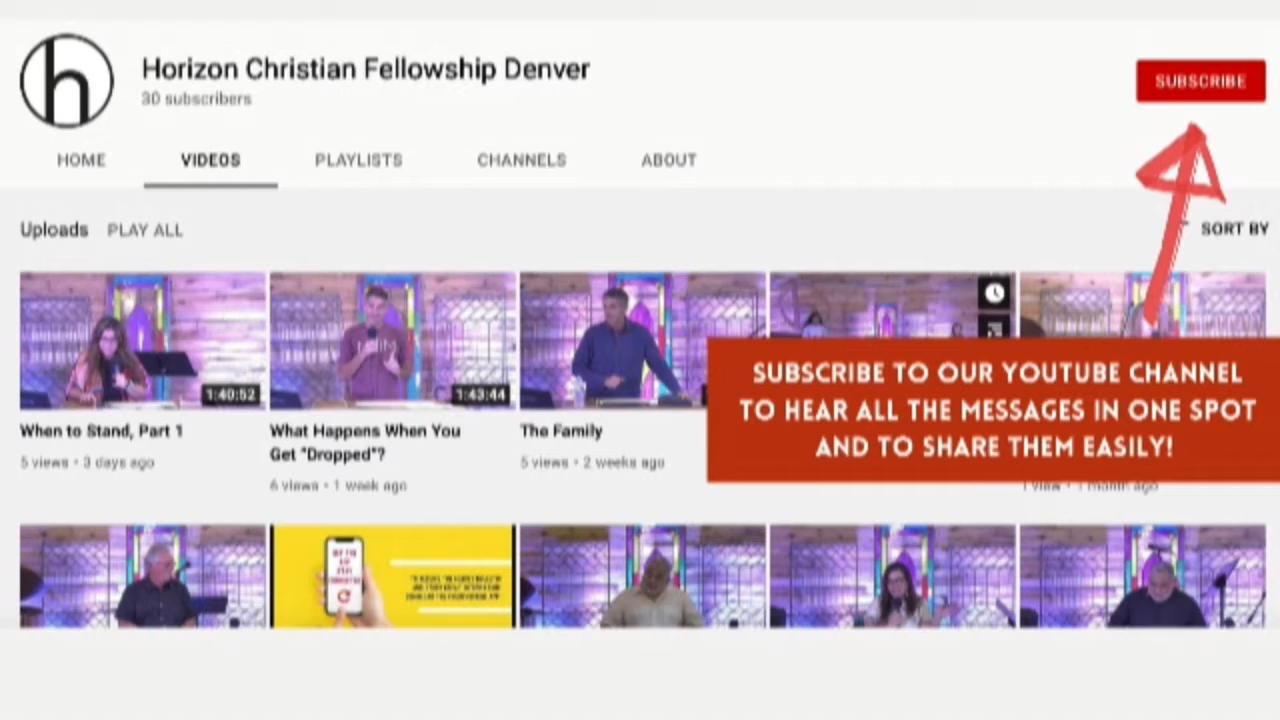 h
Horizon Christian Fellowship Denver
30 subscribers
SUBSCRIBE
HOME VIDEOS PLAYLISTS CHANNELS ABOUT
Uploads PLAY ALL
SORT BY
1:40:52
1:43:44
When to Stand, Part 1
5 views • 3 days ago
What Happens When You
Get "Dropped"?
6 views • 1 week ago
The Family
5 views • 2 weeks ago
SUBSCRIBE TO OUR YOUTUBE CHANNEL
TO HEAR ALL THE MESSAGES IN ONE SPOT
AND TO SHARE THEM EASILY!
1 view • 1 month ago